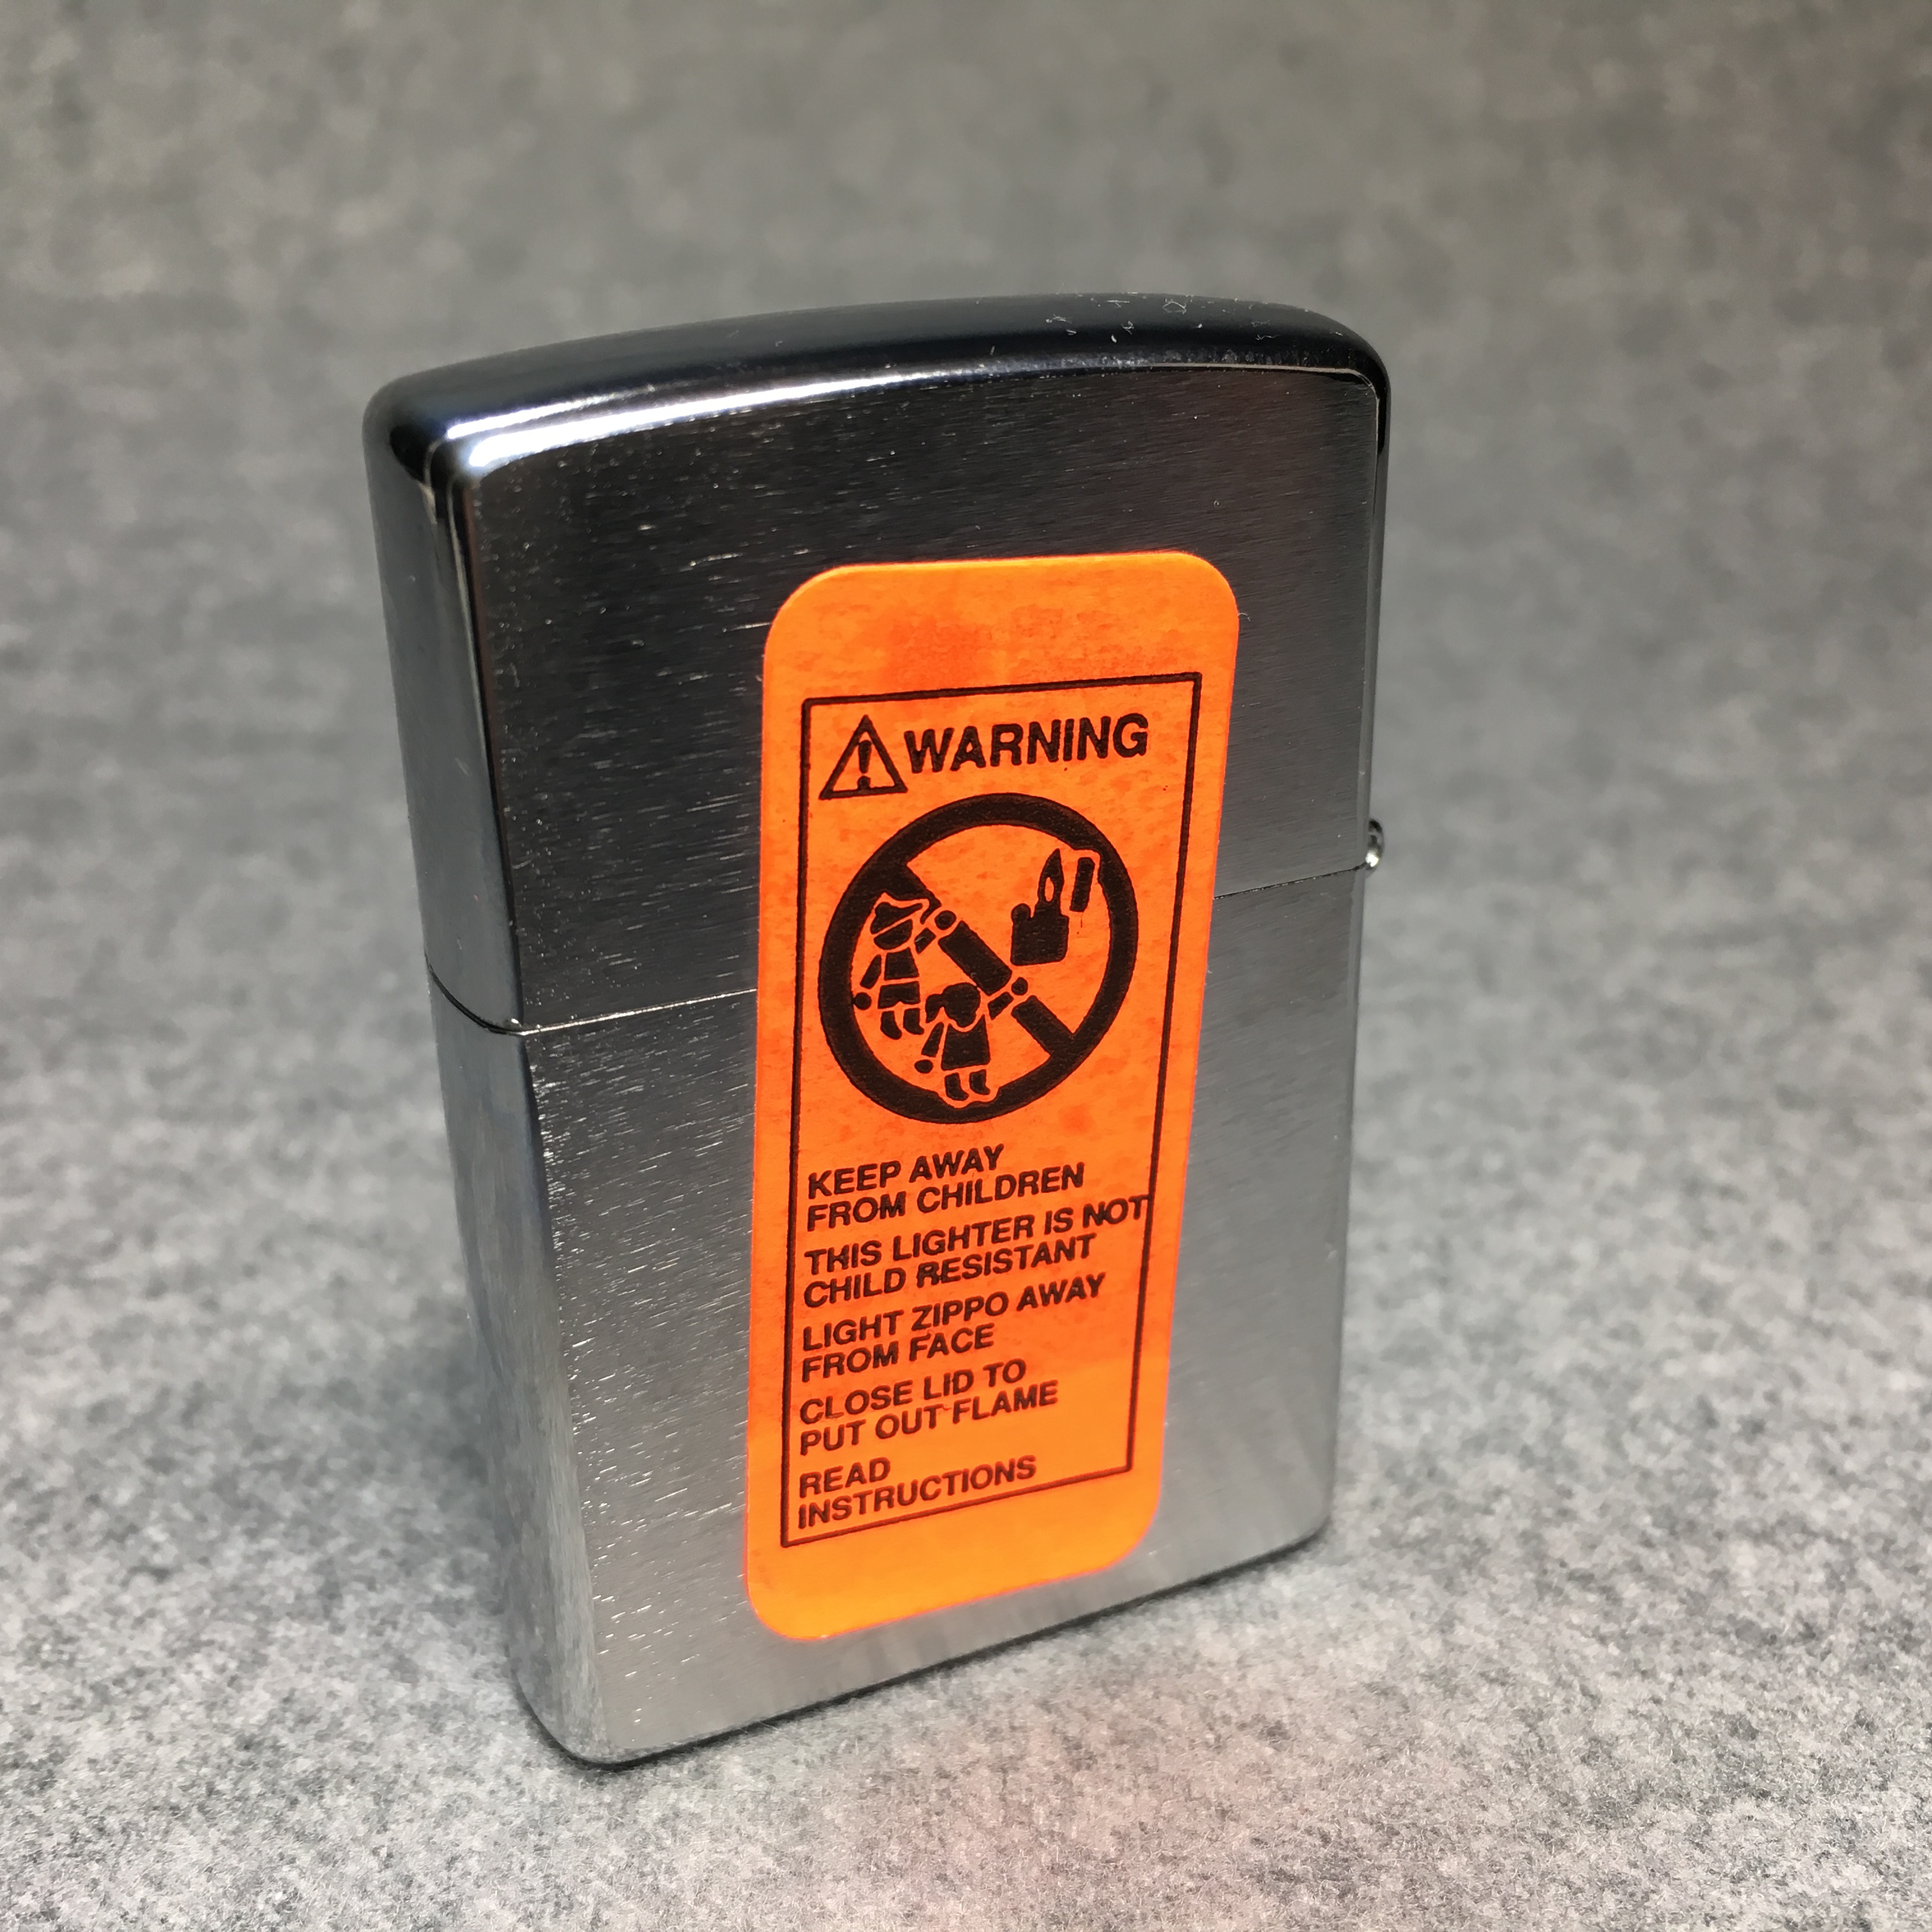 WARNING
KEEP AWAY
FROM CHILDREN
THIS LIGHTER IS NOT
CHILD RESISTANT
LIGHT ZIPPO AWAY
FROM FACE
CLOSE LID TO
PUT OUT FLAME
READ
INSTRUCTIONS